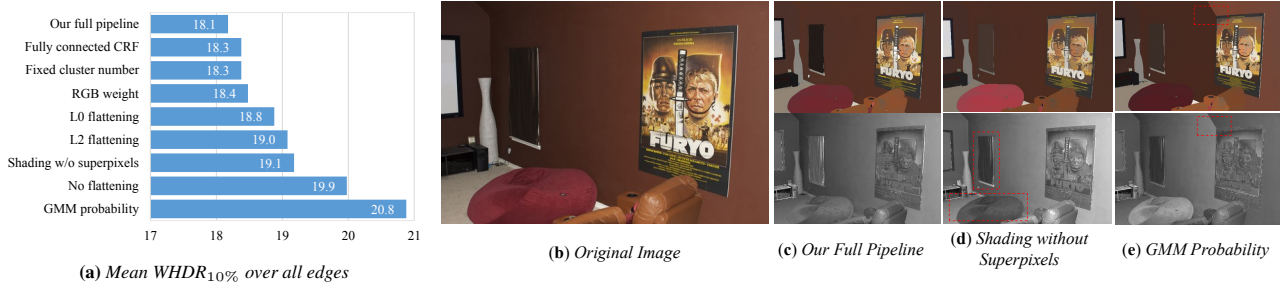 Our full pipeline 18.1
Fully connected CRF 18.3
Fixed cluster number 18.3
RGB weight 18.4
L0 flattening 18.8
L2 flattening 19.0
Shading w/o superpixels 19.1
No flattening 19.9
GMM probability 20.8
17 18 19 20 21
(a) Mean WHDR10% over all edges
FURYO
(b) Original Image
FURYO
(c) Our Full Pipeline
FURYO
(d) Shading without
Superpixels
FURYO
(e) GMM Probability